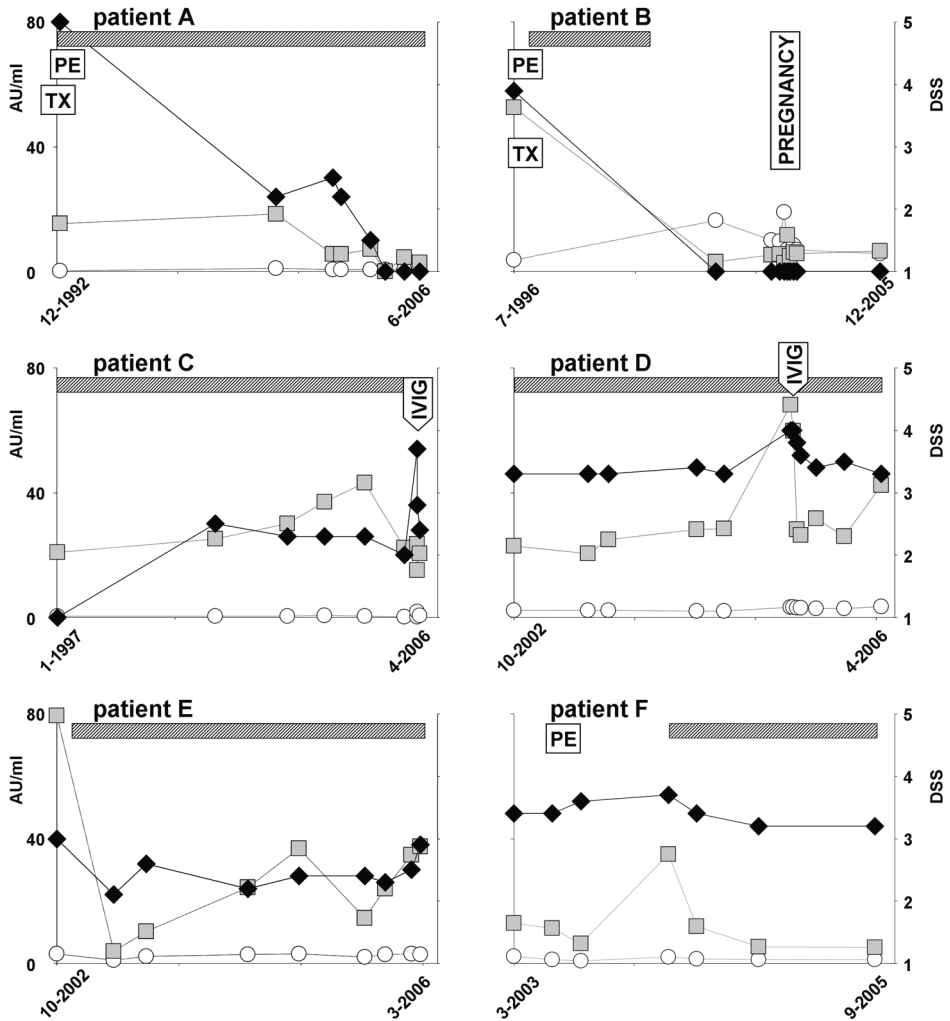 patient A
80
40
0
AU/ml
PE
TX
12-1992
6-2006
patient B
5
4
3
2
1
DSS
PE
TX
PREGNANCY
7-1996
12-2005
patient C
80
40
0
AU/ml
IVIG
1-1997
4-2006
patient D
5
4
3
2
1
DSS
IVIG
10-2002
4-2006
patient E
80
40
0
AU/ml
10-2002
3-2006
patient F
5
4
3
2
1
DSS
PE
3-2003
9-2005